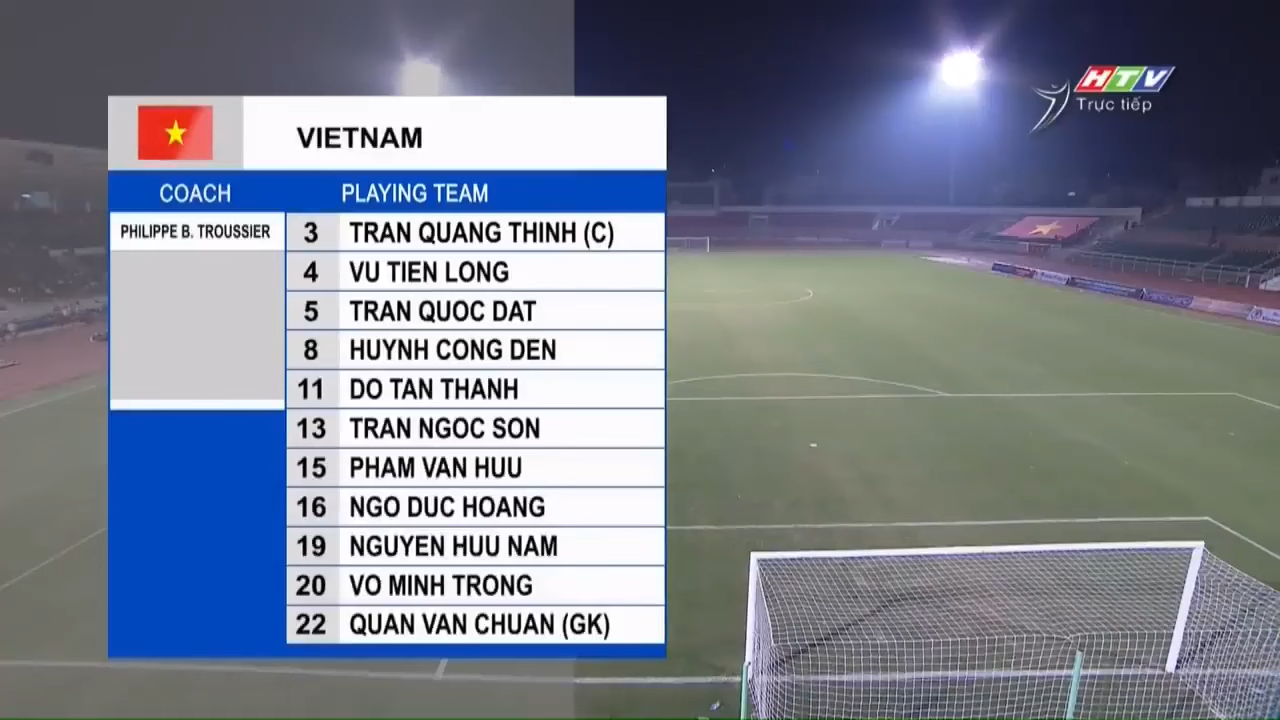 HTV
Trực tiếp
VIETNAM
COACH
PLAYING TEAM
PHILIPPE B. TROUSSIER
3 TRAN QUANG THINH (C)
4 VU TIEN LONG
5 TRAN QUOC DAT
8 HUYNH CONG DEN
11 DO TAN THANH
13 TRAN NGOC SON
15 PHAM VAN HUU
16 NGO DUC HOANG
19 NGUYEN HUU NAM
20 VO MINH TRONG
22 QUAN VAN CHUAN (GK)